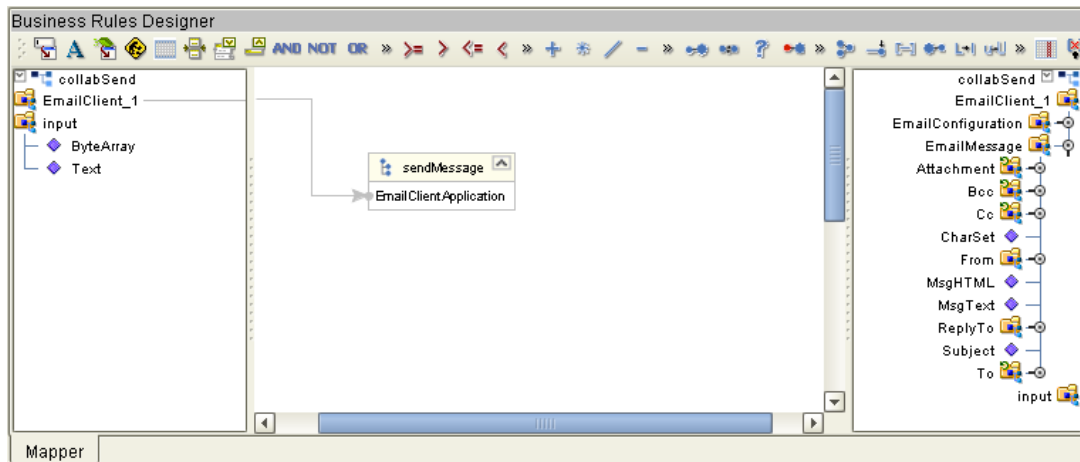 Business Rules Designer
A ? AND NOT OR » >= > <= < » + * / - » ? » »
collabSend
EmailClient_1
input
ByteArray
Text
sendMessage
EmailClientApplication
collabSend
EmailClient_1
EmailConfiguration
EmailMessage
Attachment
Bcc
Cc
CharSet
From
MsgHTML
MsgText
ReplyTo
Subject
To
input
Mapper